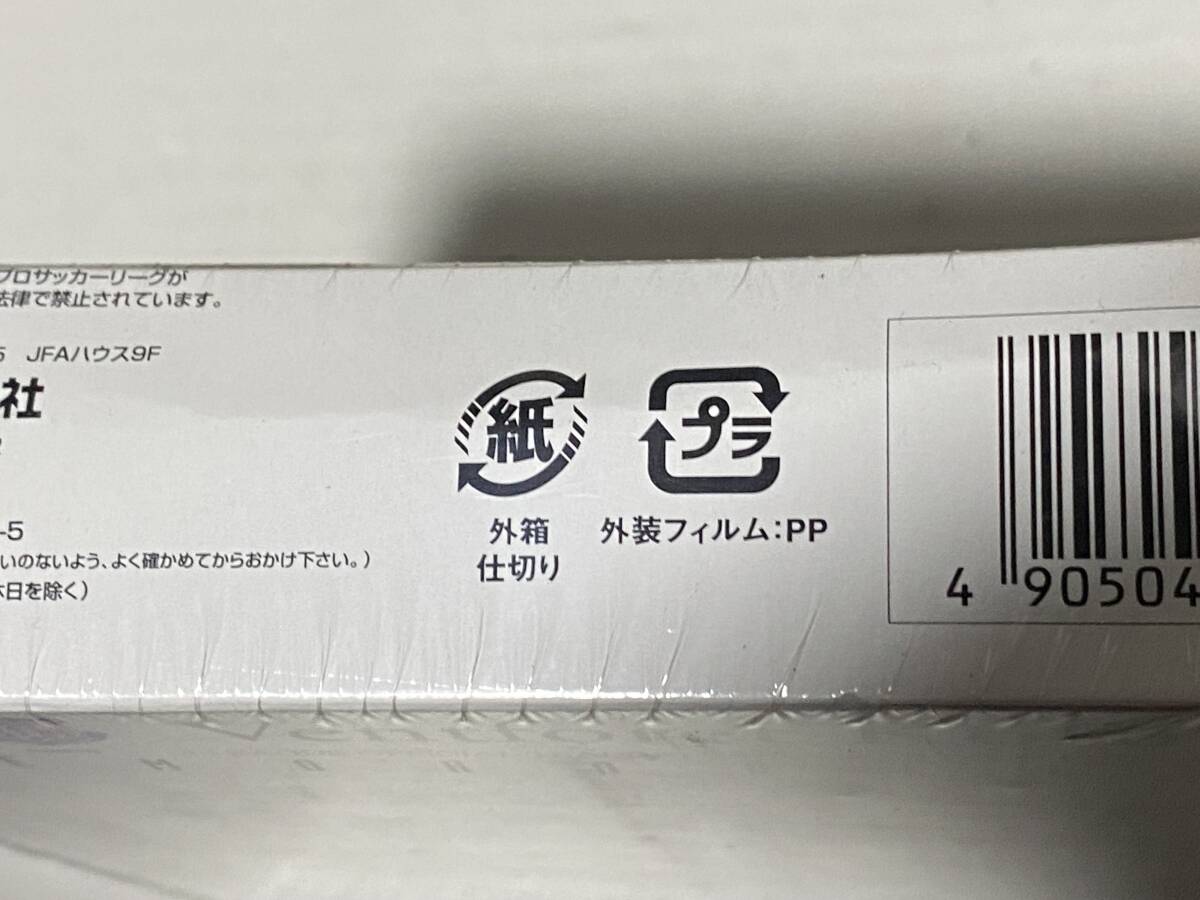 プロサッカーリーグが
法律で禁止されています。
5 JFAハウス9F
社
-5
いのないよう、よく確かめてからおかけ下さい。)
休日を除く)
紙
外箱
仕切り
プラ
外装フィルム:PP
4 90504